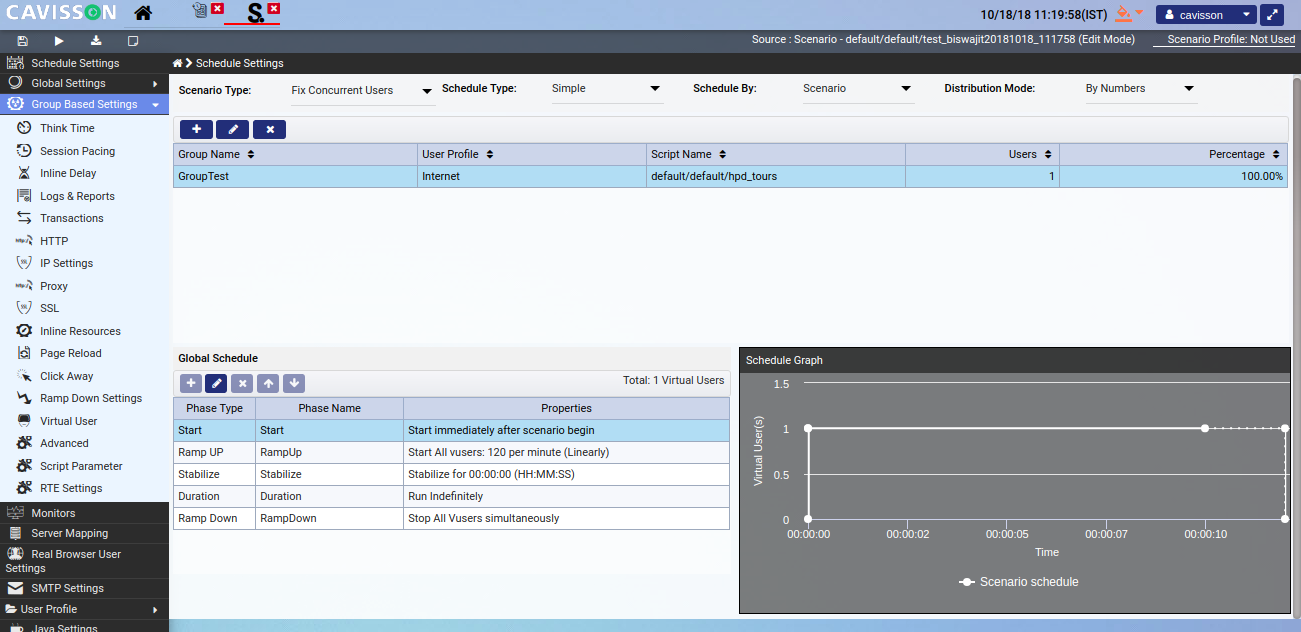 CAVISSON
S.
10/18/18 11:19:58(IST)
cavisson
Source : Scenario - default/default/test_biswajit20181018_111758 (Edit Mode)
Scenario Profile: Not Used
Schedule Settings
Global Settings
Group Based Settings
Think Time
Session Pacing
Inline Delay
Logs & Reports
Transactions
HTTP
IP Settings
Proxy
SSL
Inline Resources
Page Reload
Click Away
Ramp Down Settings
Virtual User
Advanced
Script Parameter
RTE Settings
Monitors
Server Mapping
Real Browser User
Settings
SMTP Settings
User Profile
Java Settings
Schedule Settings
Scenario Type: Fix Concurrent Users Schedule Type: Simple Schedule By: Scenario Distribution Mode: By Numbers
Group Name User Profile Script Name Users Percentage
GroupTest Internet default/default/hpd_tours 1 100.00%
Global Schedule
Total: 1 Virtual Users
Phase Type Phase Name Properties
Start Start Start immediately after scenario begin
Ramp UP RampUp Start All vusers: 120 per minute (Linearly)
Stabilize Stabilize Stabilize for 00:00:00 (HH:MM:SS)
Duration Duration Run Indefinitely
Ramp Down RampDown Stop All Vusers simultaneously
Schedule Graph
Virtual User(s)
1.5
1
0.5
0
00:00:00 00:00:02 00:00:05 00:00:07 00:00:10
Time
Scenario schedule